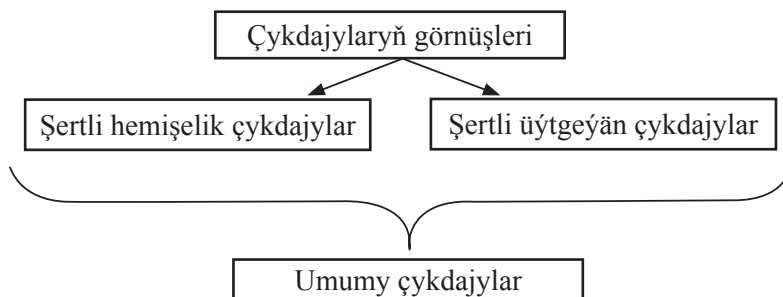 Çykdajylaryň görnüşleri
Şertli hemişelik çykdajylar
Şertli üýtgeýän çykdajylar
Umumy çykdajylar